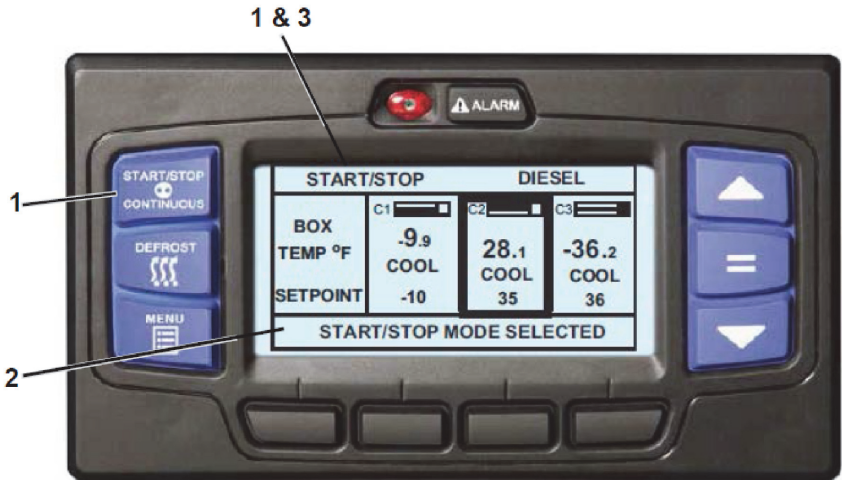 1 & 3
ALARM
START/STOP
CONTINUOUS
1
DEFROST
MENU
2
START/STOP DIESEL
C1 C2 C3
BOX
TEMP °F
-9.9 28.1 -36.2
COOL COOL COOL
SETPOINT -10 35 36
START/STOP MODE SELECTED
=